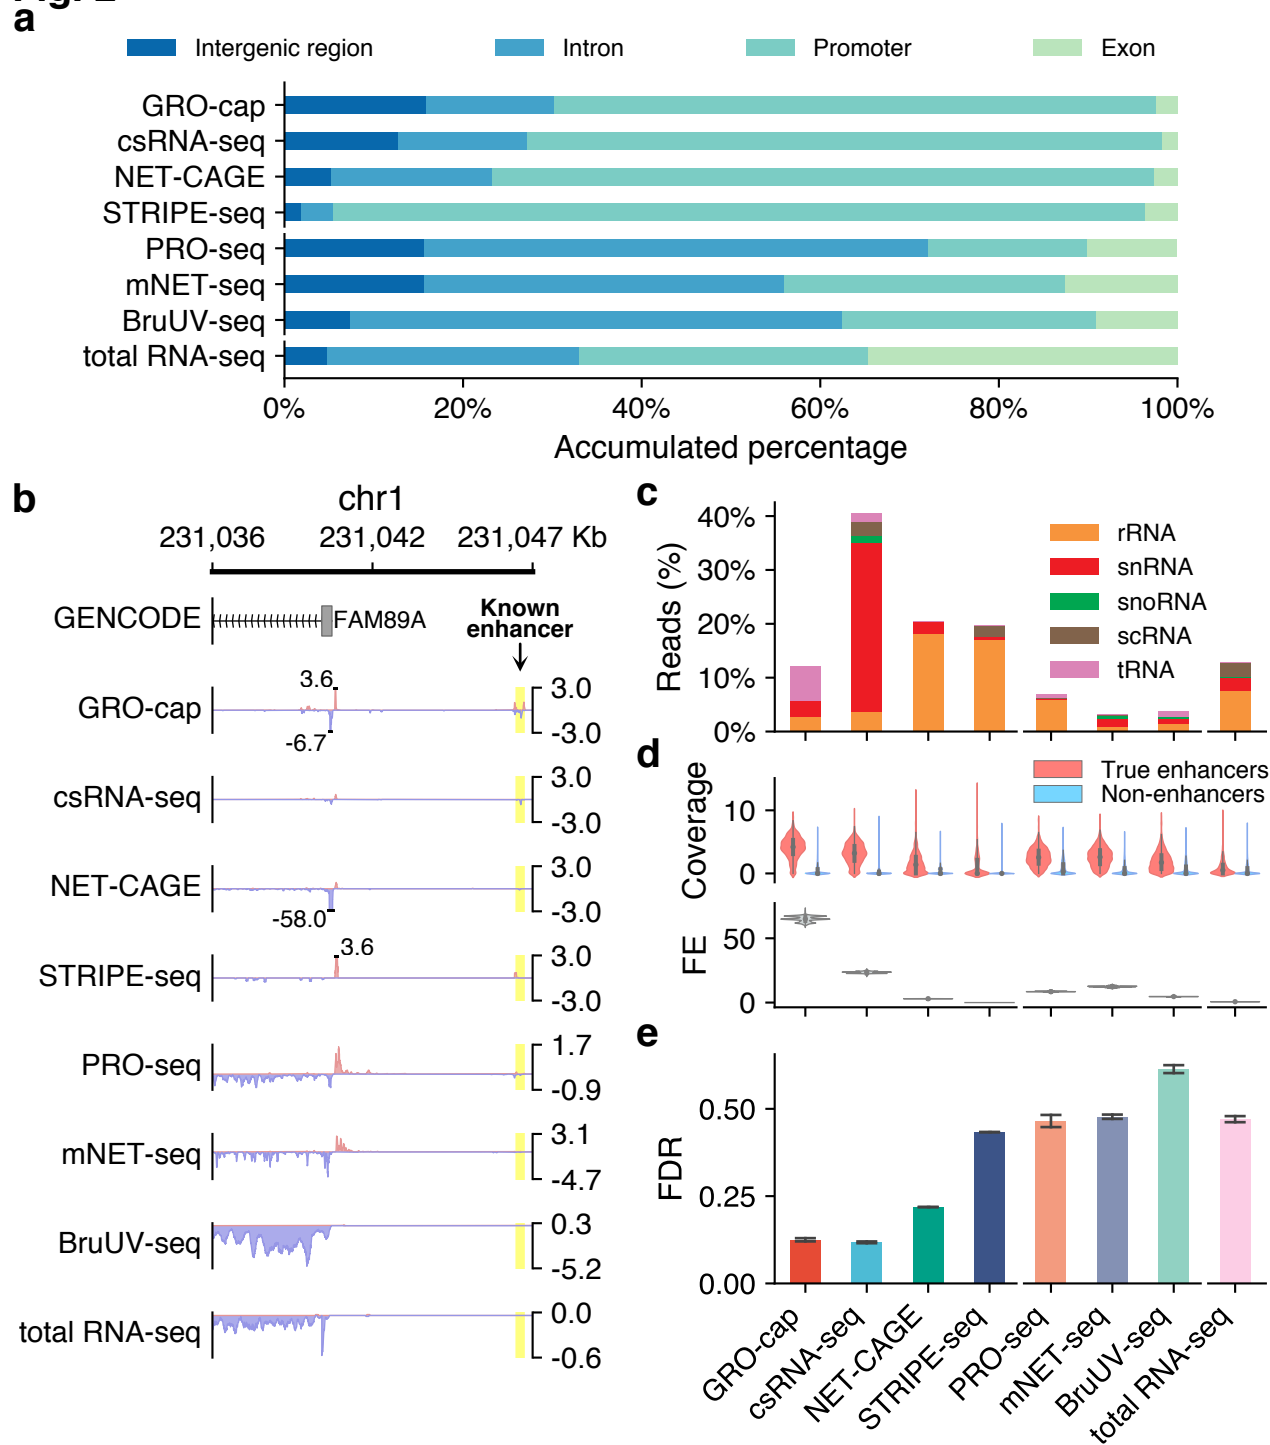 a
Intergenic region Intron Promoter Exon
GRO-cap
csRNA-seq
NET-CAGE
STRIPE-seq
PRO-seq
mNET-seq
BruUV-seq
total RNA-seq
0% 20% 40% 60% 80% 100%
Accumulated percentage
b
chr1
231,036 231,042 231,047 Kb
GENCODE FAM89A
Known
enhancer
GRO-cap 3.6 -6.7 3.0 -3.0
csRNA-seq 3.0 -3.0
NET-CAGE -58.0 3.0 -3.0
STRIPE-seq 3.6 3.0 -3.0
PRO-seq 1.7 -0.9
mNET-seq 3.1 -4.7
BruUV-seq 0.3 -5.2
total RNA-seq 0.0 -0.6
c
Reads (%)
40%
30%
20%
10%
0%
rRNA
snRNA
snoRNA
scRNA
tRNA
d
True enhancers
Non-enhancers
Coverage
10
0
FE
50
0
e
FDR
0.50
0.25
0.00
GRO-cap
csRNA-seq
NET-CAGE
STRIPE-seq
PRO-seq
mNET-seq
BruUV-seq
total RNA-seq